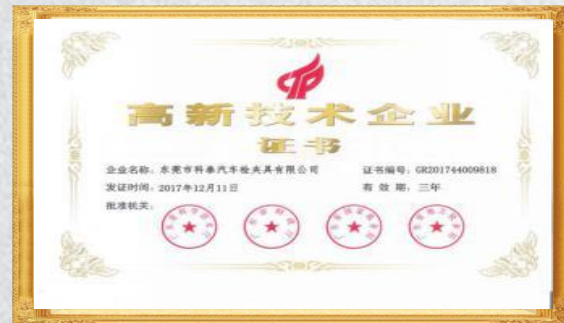 高新技术企业
证书
企业名称：东莞市科泰汽车检夹具有限公司
证书编号：GR201744009818
发证时间：2017年12月11日
有效期：三年
批准机关：